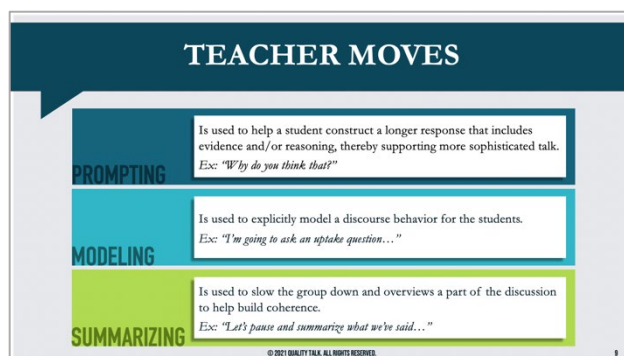 TEACHER MOVES
PROMPTING
Is used to help a student construct a longer response that includes
evidence and/or reasoning, thereby supporting more sophisticated talk.
Ex: “Why do you think that?”
MODELING
Is used to explicitly model a discourse behavior for the students.
Ex: “I’m going to ask an uptake question…”
SUMMARIZING
Is used to slow the group down and overviews a part of the discussion
to help build coherence.
Ex: “Let’s pause and summarize what we’ve said…”
© 2021 QUALITY TALK. ALL RIGHTS RESERVED.
9